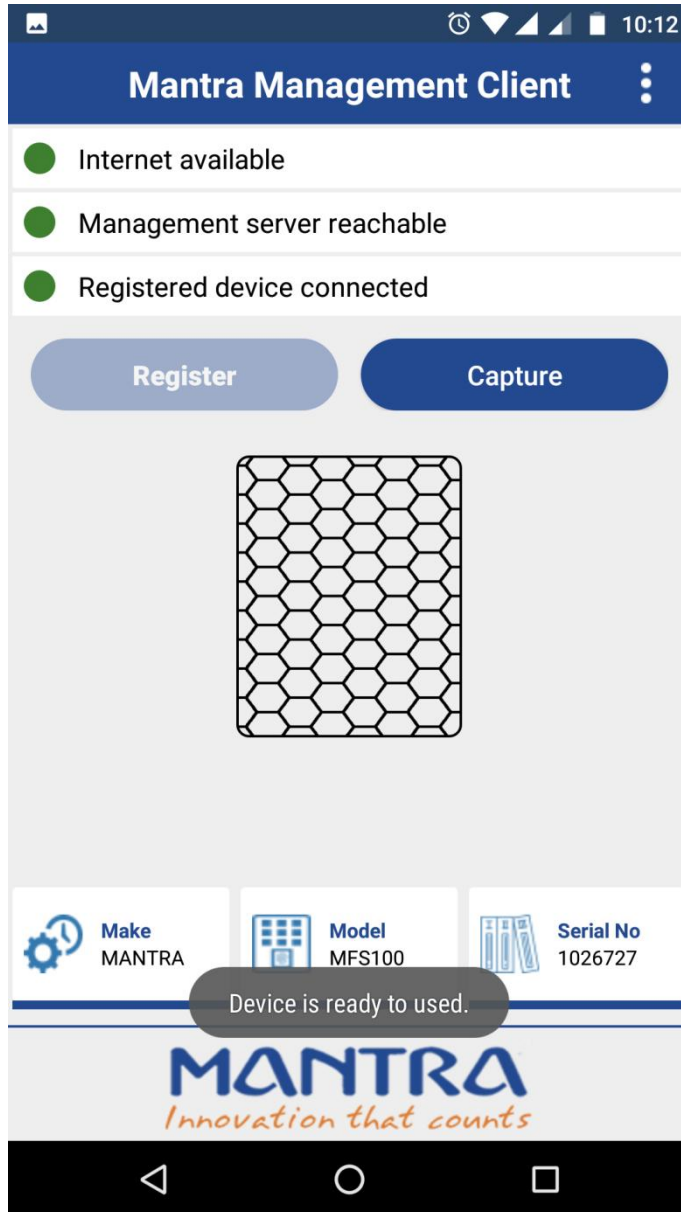 10:12
Mantra Management Client
Internet available
Management server reachable
Registered device connected
Register Capture
Make Model Serial No
MANTRA MFS100 1026727
Device is ready to used.
MANTRA
Innovation that counts